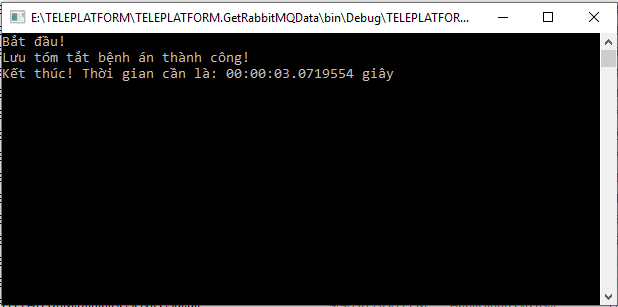 E:\TELEPLATFORM\TELEPLATFORM.GetRabbitMQData\bin\Debug\TELEPLATFOR...
Bắt đầu!
Lưu tóm tắt bệnh án thành công!
Kết thúc! Thời gian cần là: 00:00:03.0719554 giây